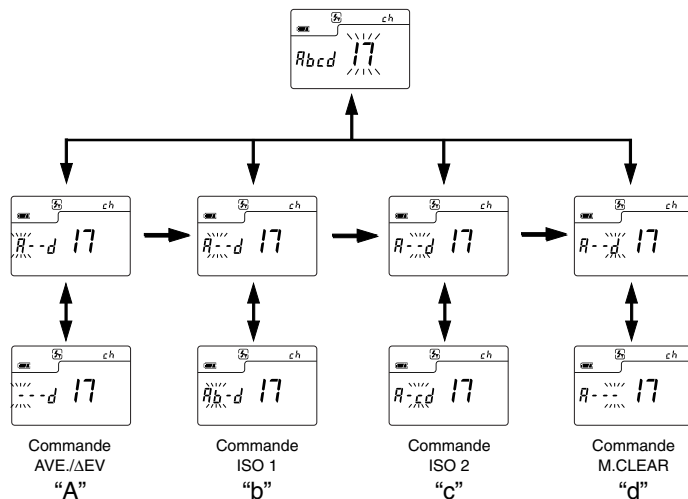 ch
Abcd 17
ch
A--d 17
ch
A--d 17
ch
A--d 17
ch
A--d 17
ch
---d 17
ch
Ab-d 17
ch
A-cd 17
ch
A--- 17
Commande
AVE./ΔEV
“A”
Commande
ISO 1
“b”
Commande
ISO 2
“c”
Commande
M.CLEAR
“d”